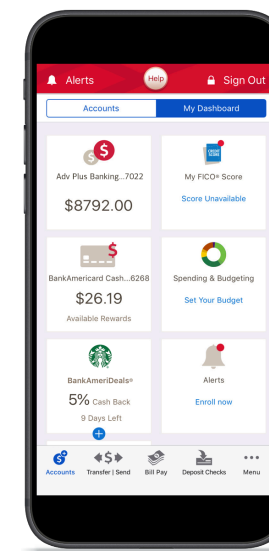 Alerts
Help
Sign Out
Accounts
My Dashboard
Adv Plus Banking...7022
$8792.00
My FICO® Score
Score Unavailable
BankAmericard Cash...6268
$26.19
Available Rewards
Spending & Budgeting
Set Your Budget
BankAmeriDeals®
5% Cash Back
9 Days Left
Alerts
Enroll now
Accounts
Transfer | Send
Bill Pay
Deposit Checks
Menu